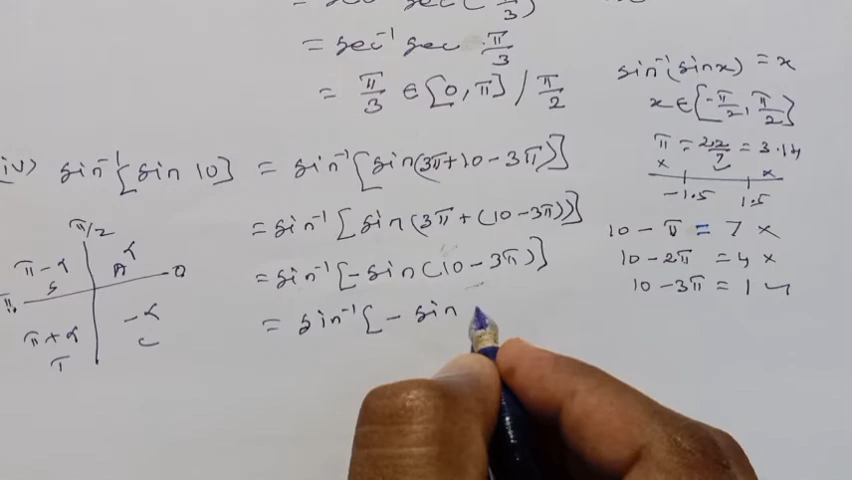 = sec⁻¹ sec π/3
= π/3 ∈ [0, π] / π/2
sin⁻¹(sin x) = x
x ∈ [-π/2, π/2]
π = 22/7 = 3.14
x x
-1.5 1.5
10 - π = 7 x
10 - 2π = 4 x
10 - 3π = 1 ✓
iv) sin⁻¹[sin 10] = sin⁻¹[sin(3π+10-3π)]
= sin⁻¹[sin(3π+(10-3π))]
= sin⁻¹[-sin(10-3π)]
= sin⁻¹[- sin
π/2
π-α α
S A 0
π
π+α -α
T C